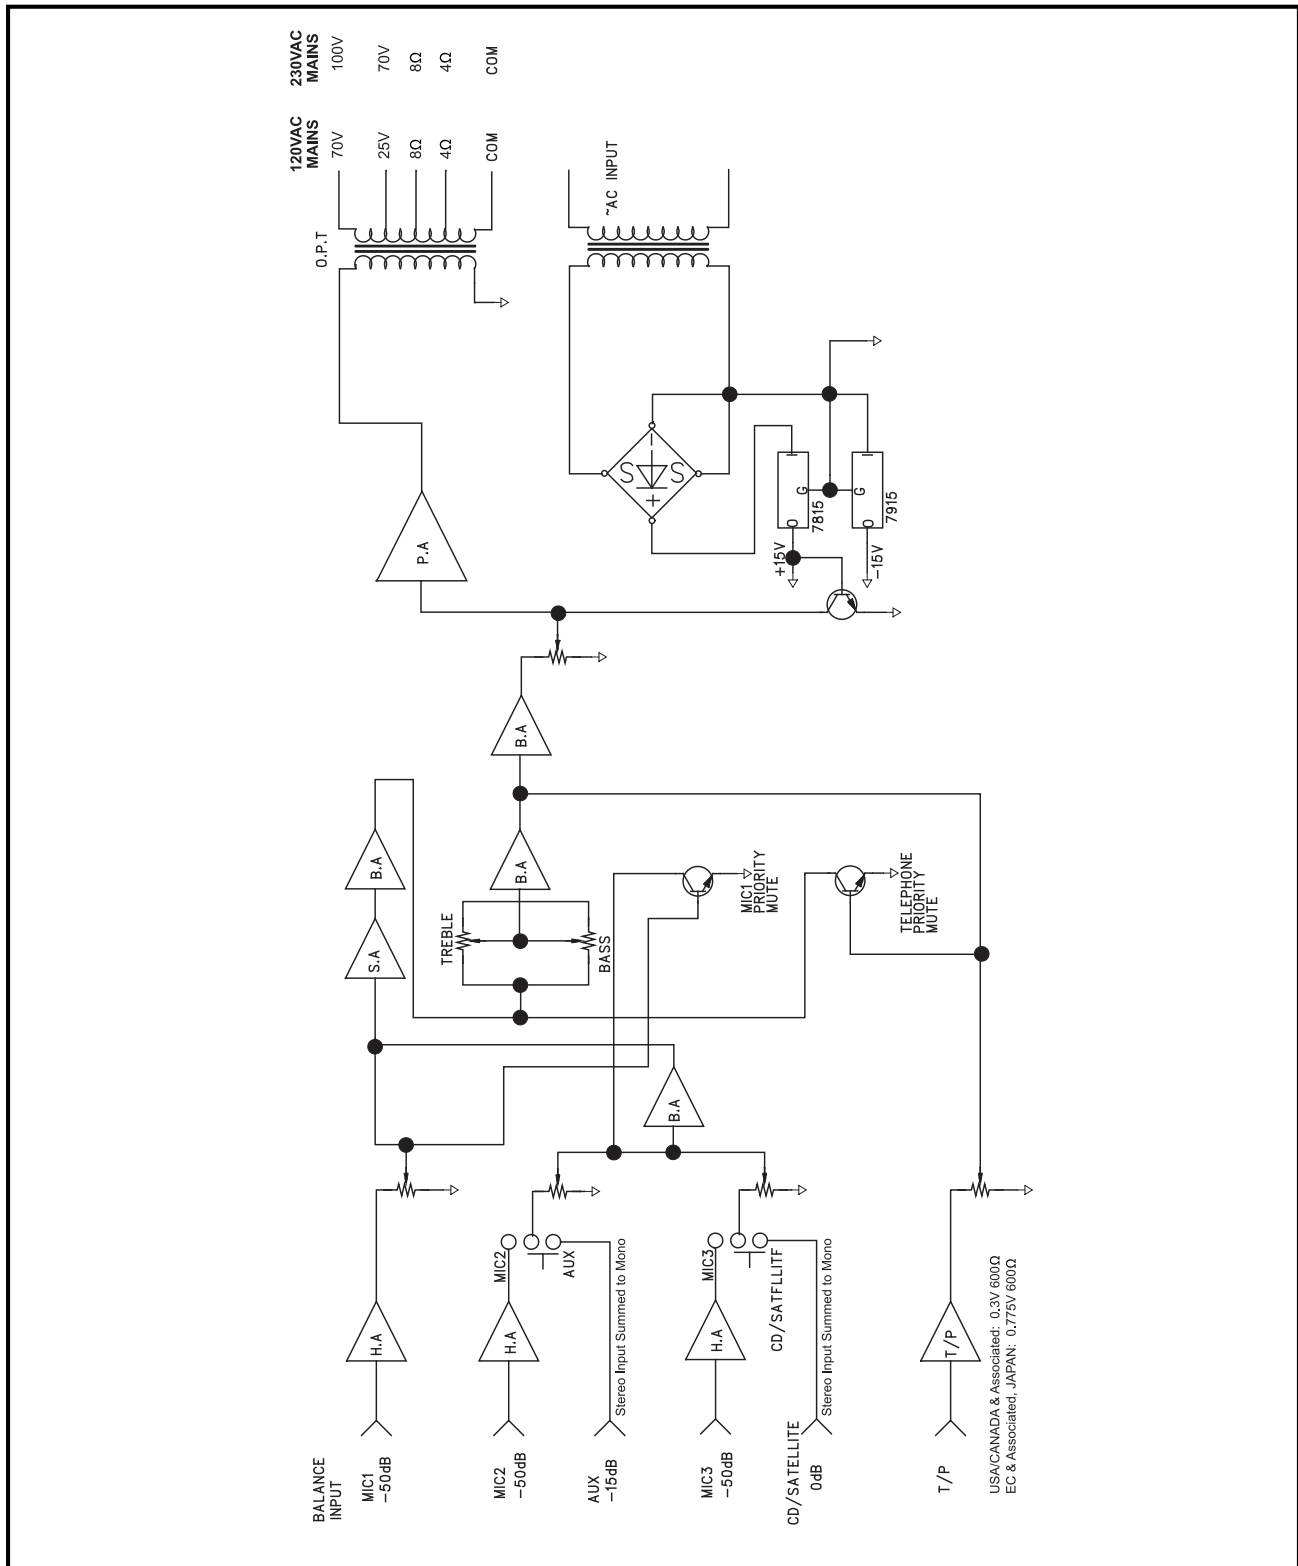 BALANCE
INPUT
MIC1
-50dB
H.A
MIC2
-50dB
H.A
MIC2
AUX
AUX
-15dB
Stereo Input Summed to Mono
MIC3
-50dB
H.A
MIC3
CD/SATFLLITF
CD/SATELLITE
0dB
Stereo Input Summed to Mono
T/P
T/P
USA/CANADA & Associated: 0.3V 600Ω
EC & Associated, JAPAN: 0.775V 600Ω
B.A
S.A
B.A
TREBLE
BASS
B.A
MIC1
PRIORITY
MUTE
TELEPHONE
PRIORITY
MUTE
B.A
P.A
O.P.T
120VAC
MAINS
70V
25V
8Ω
4Ω
COM
230VAC
MAINS
100V
70V
8Ω
4Ω
COM
~AC INPUT
S S
- +
+15V
O G I
7815
-15V
O G I
7915